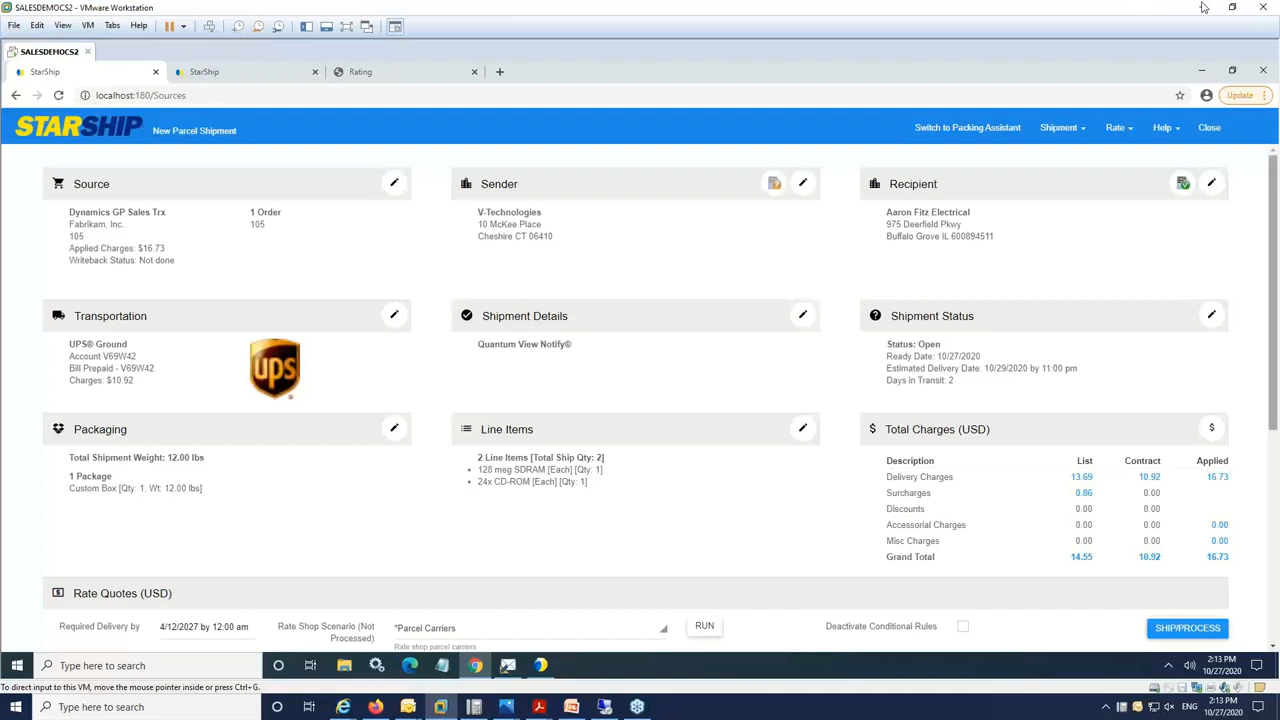 SALESDEMOCS2 - VMware Workstation
File Edit View VM Tabs Help
SALESDEMOCS2
StarShip StarShip Rating
localhost:180/Sources Update
STARSHIP New Parcel Shipment Switch to Packing Assistant Shipment Rate Help Close
Source
Dynamics GP Sales Trx 1 Order
Fabrikam, Inc. 105
105
Applied Charges: $16.73
Writeback Status: Not done
Sender
V-Technologies
10 McKee Place
Cheshire CT 06410
Recipient
Aaron Fitz Electrical
975 Deerfield Pkwy
Buffalo Grove IL 600894511
Transportation
UPS® Ground
Account V69W42
Bill Prepaid - V69W42
Charges: $10.92
ups
Shipment Details
Quantum View Notify®
Shipment Status
Status: Open
Ready Date: 10/27/2020
Estimated Delivery Date: 10/29/2020 by 11:00 pm
Days in Transit: 2
Packaging
Total Shipment Weight: 12.00 lbs
1 Package
Custom Box [Qty: 1, Wt: 12.00 lbs]
Line Items
2 Line Items [Total Ship Qty: 2]
128 meg SDRAM [Each] [Qty: 1]
24x CD-ROM [Each] [Qty: 1]
Total Charges (USD)
Description List Contract Applied
Delivery Charges 13.69 10.92 16.73
Surcharges 0.86 0.00
Discounts 0.00 0.00
Accessorial Charges 0.00 0.00 0.00
Misc Charges 0.00 0.00 0.00
Grand Total 14.55 10.92 16.73
Rate Quotes (USD)
Required Delivery by 4/12/2027 by 12.00 am Rate Shop Scenario (Not Processed) *Parcel Carriers RUN Deactivate Conditional Rules SHIP/PROCESS
Rate shop parcel carriers
Type here to search 2:13 PM
10/27/2020
To direct input to this VM, move the mouse pointer inside or press Ctrl+G.
Type here to search ENG 2:13 PM
10/27/2020